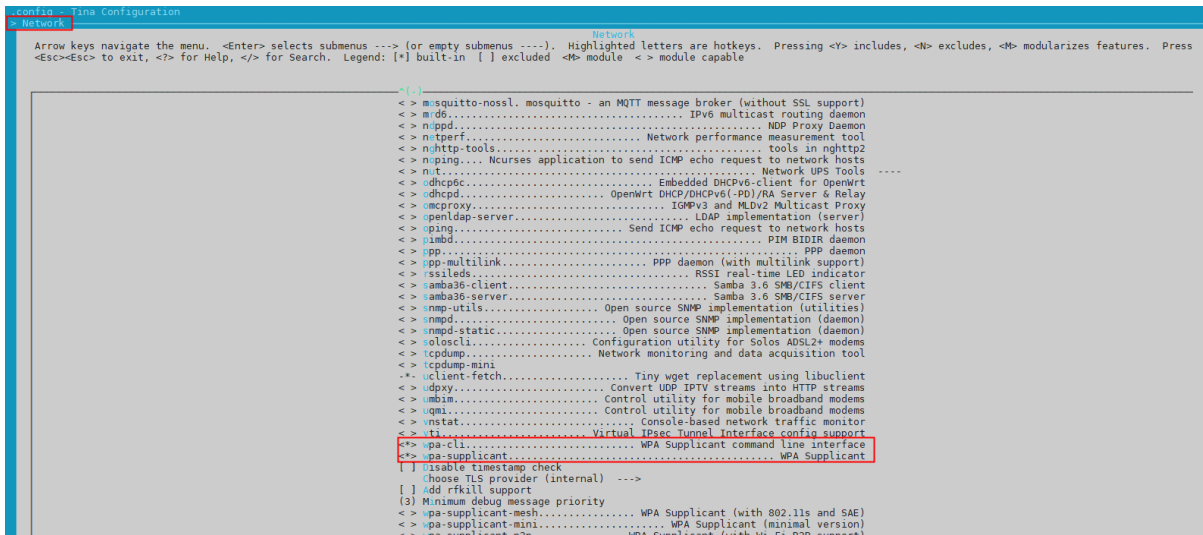 .config - Tina Configuration
> Network
Network
Arrow keys navigate the menu.  <Enter> selects submenus ---> (or empty submenus ----).  Highlighted letters are hotkeys.  Pressing <Y> includes, <N> excludes, <M> modularizes features.  Press
<Esc><Esc> to exit, <?> for Help, </> for Search.  Legend: [*] built-in  [ ] excluded  <M> module  < > module capable
^(-)
< > mosquitto-nossl. mosquitto - an MQTT message broker (without SSL support)
< > mrd6................................. IPv6 multicast routing daemon
< > ndppd............................................. NDP Proxy Daemon
< > netperf........................ Network performance measurement tool
< > nghttp-tools...................................... tools in nghttp2
< > noping.... Ncurses application to send ICMP echo request to network hosts
< > nut............................................... Network UPS Tools  ----
< > odhcp6c........................... Embedded DHCPv6-client for OpenWrt
< > odhcpd..................... OpenWrt DHCP/DHCPv6(-PD)/RA Server & Relay
< > omcproxy........................... IGMPv3 and MLDv2 Multicast Proxy
< > openldap-server......................... LDAP implementation (server)
< > oping........................ Send ICMP echo request to network hosts
< > pimbd............................................. PIM BIDIR daemon
< > ppp..................................................... PPP daemon
< > ppp-multilink..................... PPP daemon (with multilink support)
< > rssileds................................ RSSI real-time LED indicator
< > samba36-client............................. Samba 3.6 SMB/CIFS client
< > samba36-server............................. Samba 3.6 SMB/CIFS server
< > snmp-utils................. Open source SNMP implementation (utilities)
< > snmpd......................... Open source SNMP implementation (daemon)
< > snmpd-static.................. Open source SNMP implementation (daemon)
< > soloscli.................... Configuration utility for Solos ADSL2+ modems
< > tcpdump.................. Network monitoring and data acquisition tool
< > tcpdump-mini
-*- uclient-fetch.................. Tiny wget replacement using libuclient
< > udpxy....................... Convert UDP IPTV streams into HTTP streams
< > umbim..................... Control utility for mobile broadband modems
< > uqmi...................... Control utility for mobile broadband modems
< > vnstat......................... Console-based network traffic monitor
< > vti..................... Virtual IPsec Tunnel Interface config support
<*> wpa-cli........................ WPA Supplicant command line interface
<*> wpa-supplicant....................................... WPA Supplicant
[ ] Disable timestamp check
Choose TLS provider (internal)  --->
[ ] Add rfkill support
(3) Minimum debug message priority
< > wpa-supplicant-mesh............... WPA Supplicant (with 802.11s and SAE)
< > wpa-supplicant-mini.................... WPA Supplicant (minimal version)